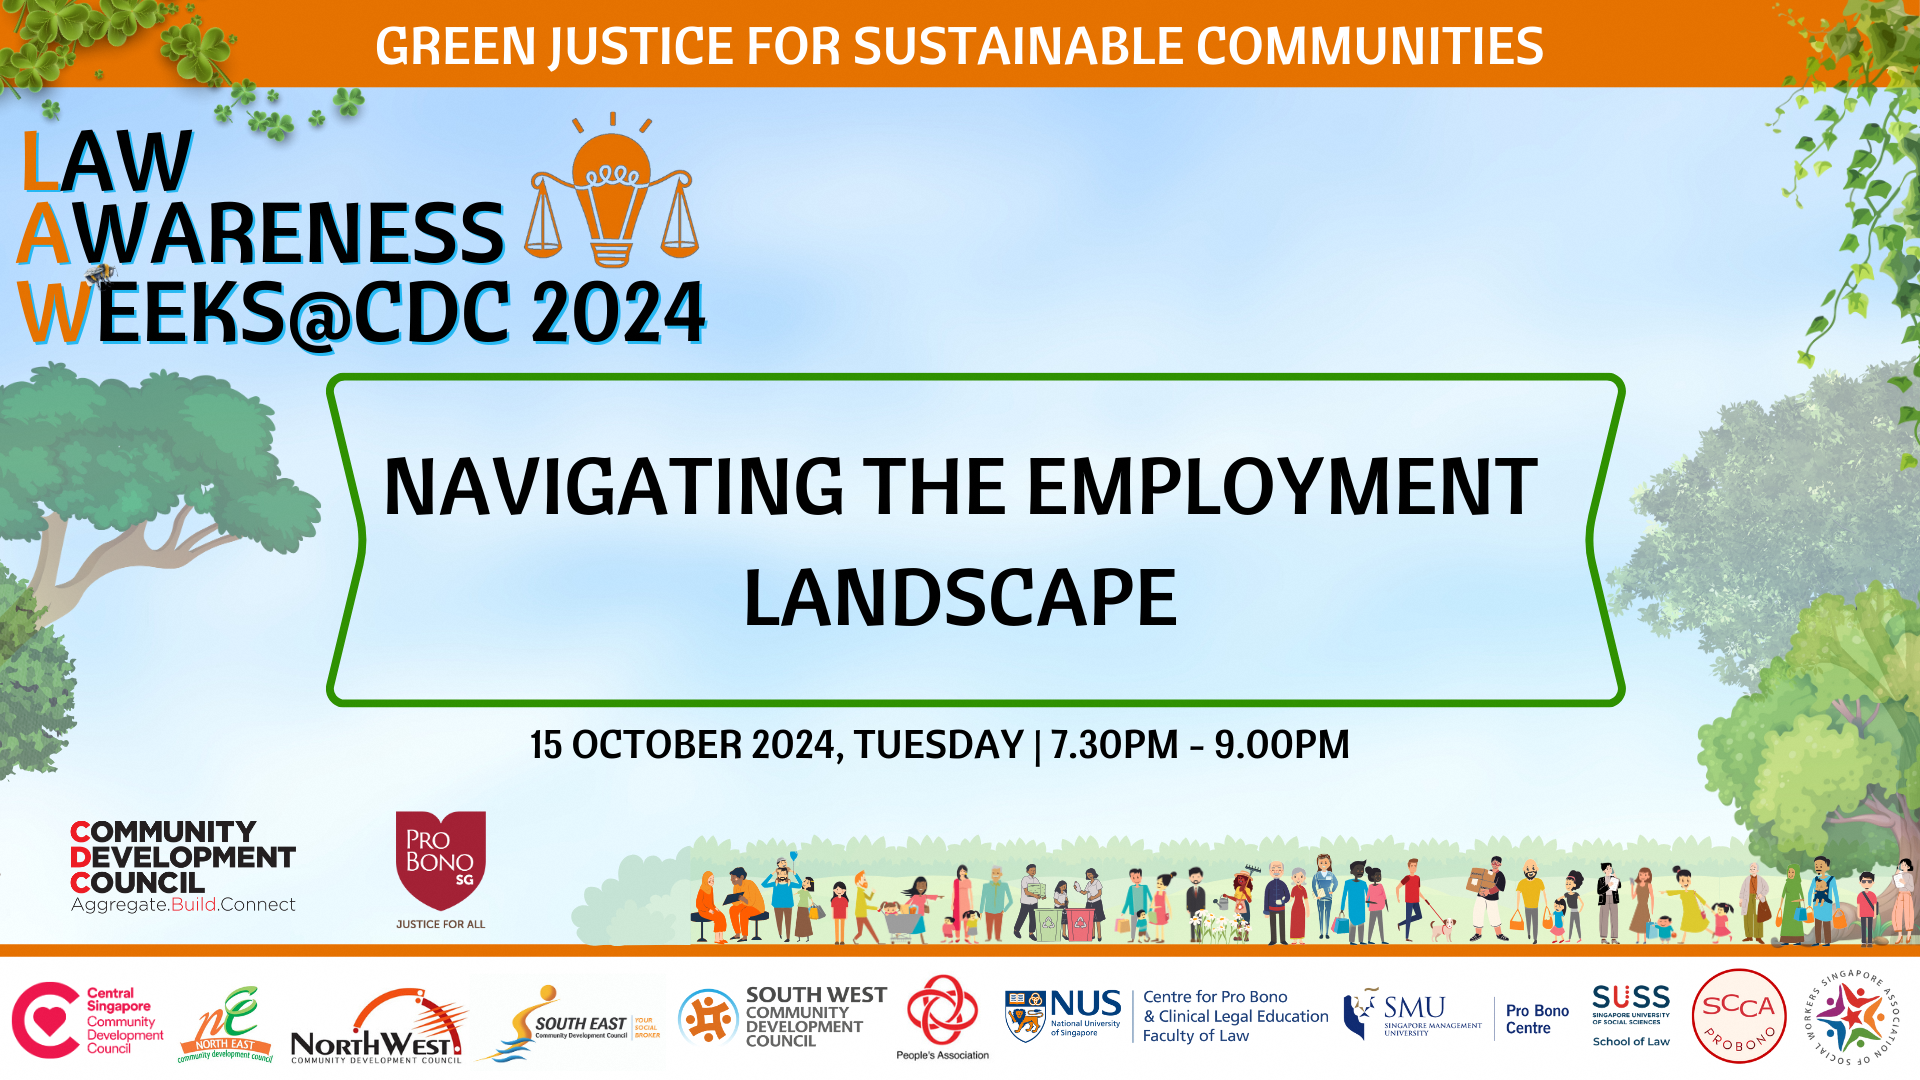 GREEN JUSTICE FOR SUSTAINABLE COMMUNITIES
LAW
AWARENESS
WEEKS@CDC 2024
NAVIGATING THE EMPLOYMENT
LANDSCAPE
15 OCTOBER 2024, TUESDAY | 7.30PM - 9.00PM
COMMUNITY
DEVELOPMENT
COUNCIL
Aggregate.Build.Connect
PRO
BONO
SG
JUSTICE FOR ALL
Central
Singapore
Community
Development
Council
ne
NORTH EAST
community development council
NORTHWEST
COMMUNITY DEVELOPMENT COUNCIL
SOUTH EAST
Community Development Council
YOUR
SOCIAL
BROKER
SOUTH WEST
COMMUNITY
DEVELOPMENT
COUNCIL
People's Association
NUS
National University
of Singapore
Centre for Pro Bono
& Clinical Legal Education
Faculty of Law
SMU
SINGAPORE MANAGEMENT
UNIVERSITY
Pro Bono
Centre
SUSS
SINGAPORE UNIVERSITY
OF SOCIAL SCIENCES
School of Law
SCCA
PROBONO
SINGAPORE ASSOCIATION OF SOCIAL WORKERS